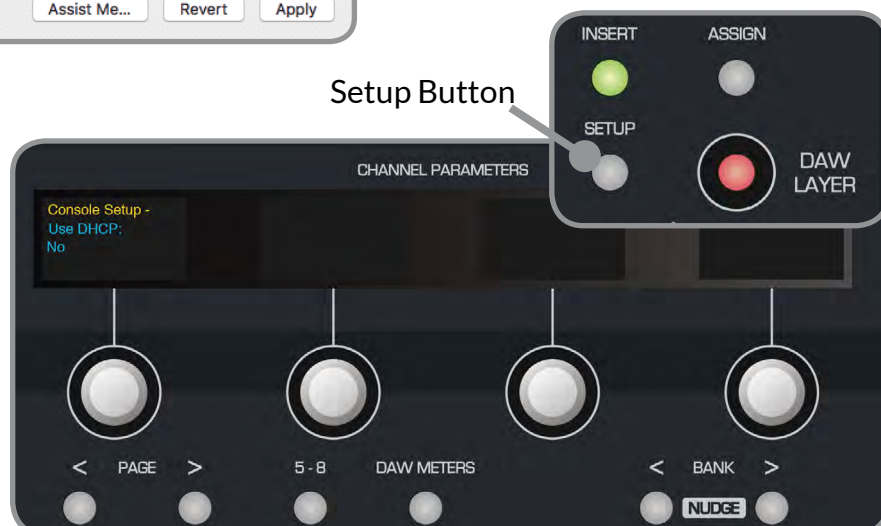 Assist Me... Revert Apply
INSERT ASSIGN
Setup Button
SETUP
DAW
LAYER
CHANNEL PARAMETERS
Console Setup -
Use DHCP:
No
< PAGE > 5 - 8 DAW METERS < BANK >
NUDGE